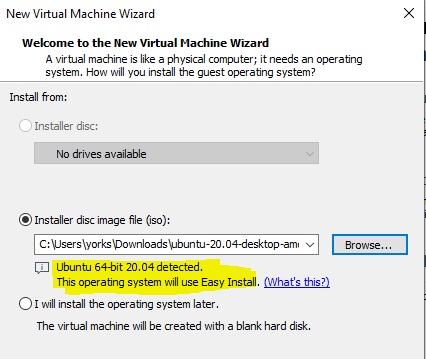 New Virtual Machine Wizard
Welcome to the New Virtual Machine Wizard
A virtual machine is like a physical computer; it needs an operating
system. How will you install the guest operating system?
Install from:
Installer disc:
No drives available
Installer disc image file (iso):
C:\Users\yorks\Downloads\ubuntu-20.04-desktop-amd
Browse...
Ubuntu 64-bit 20.04 detected.
This operating system will use Easy Install. (What's this?)
I will install the operating system later.
The virtual machine will be created with a blank hard disk.